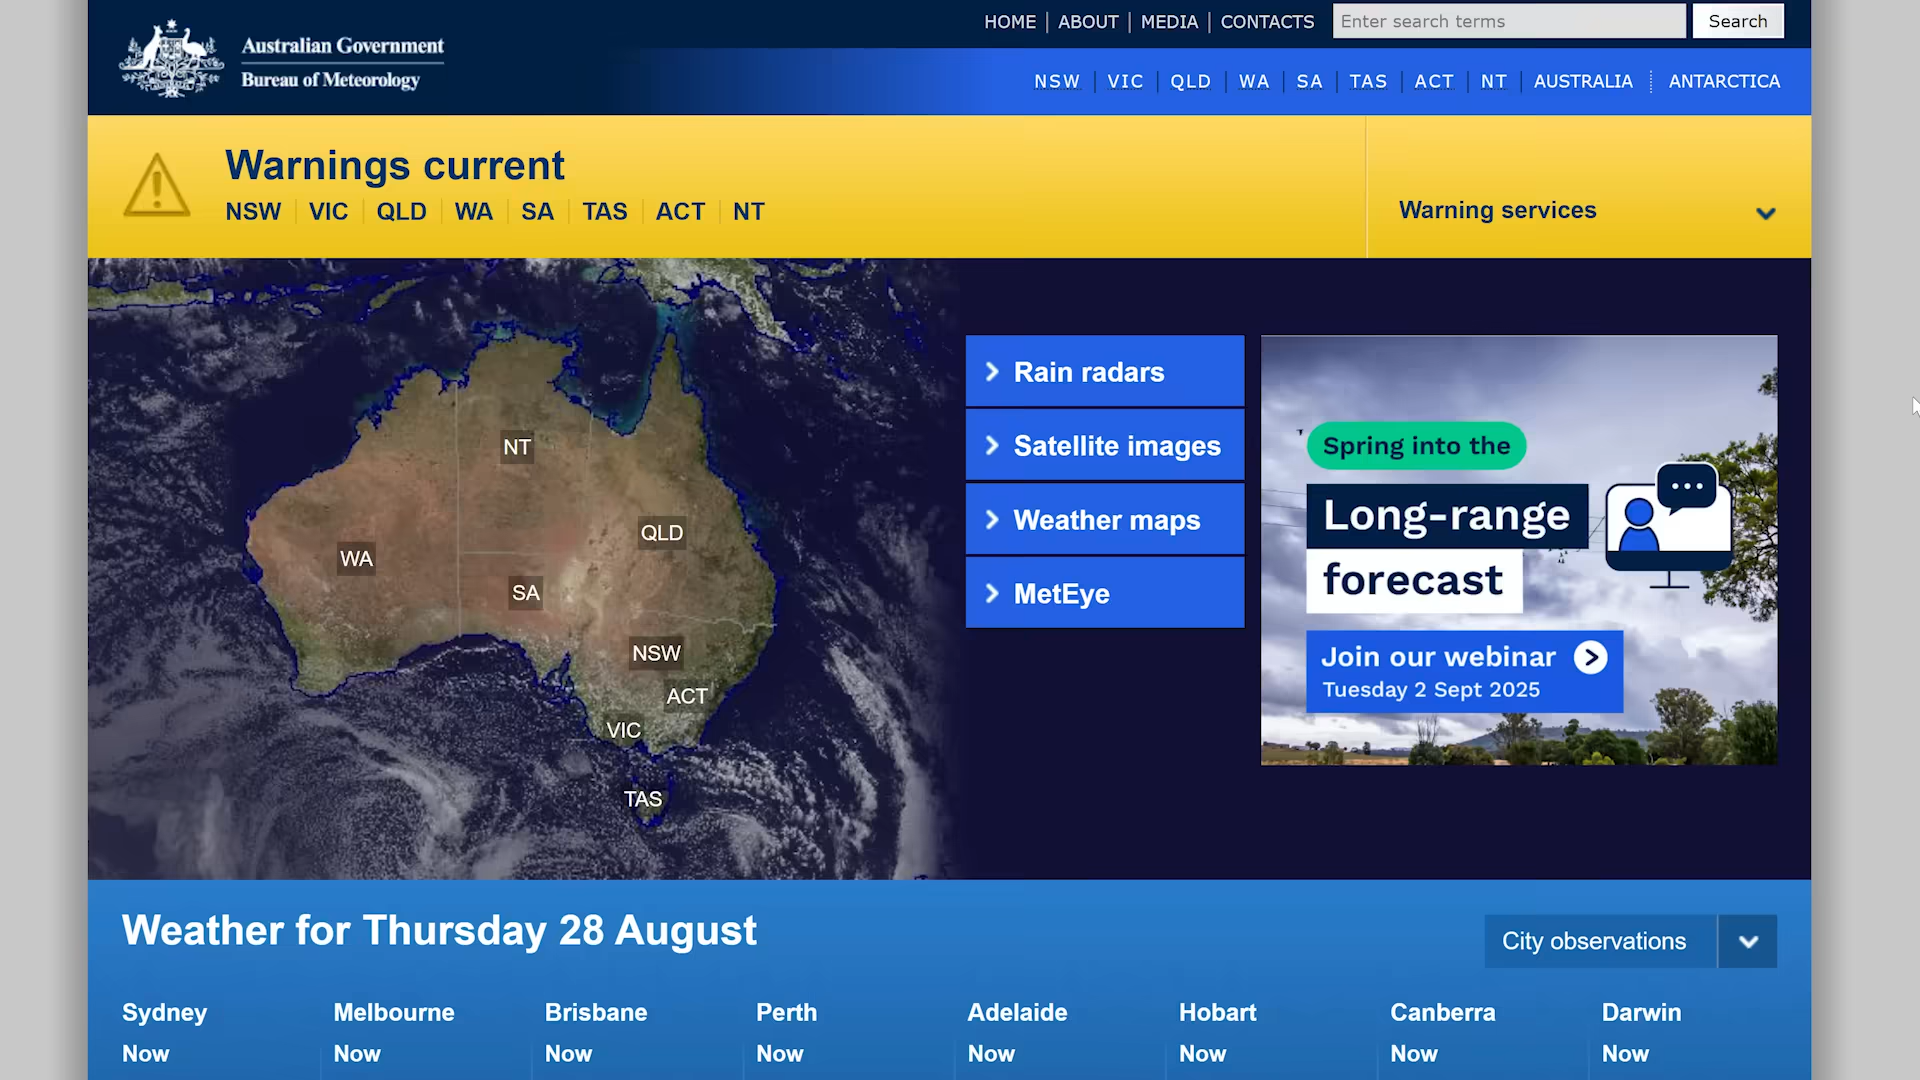 HOME ABOUT MEDIA CONTACTS Enter search terms Search
Australian Government
Bureau of Meteorology
NSW VIC QLD WA SA TAS ACT NT AUSTRALIA ANTARCTICA
Warnings current
NSW VIC QLD WA SA TAS ACT NT
Warning services
NT
QLD
WA
SA
NSW
ACT
VIC
TAS
Rain radars
Satellite images
Weather maps
MetEye
Spring into the
Long-range
forecast
Join our webinar
Tuesday 2 Sept 2025
Weather for Thursday 28 August
City observations
Sydney Melbourne Brisbane Perth Adelaide Hobart Canberra Darwin
Now Now Now Now Now Now Now Now